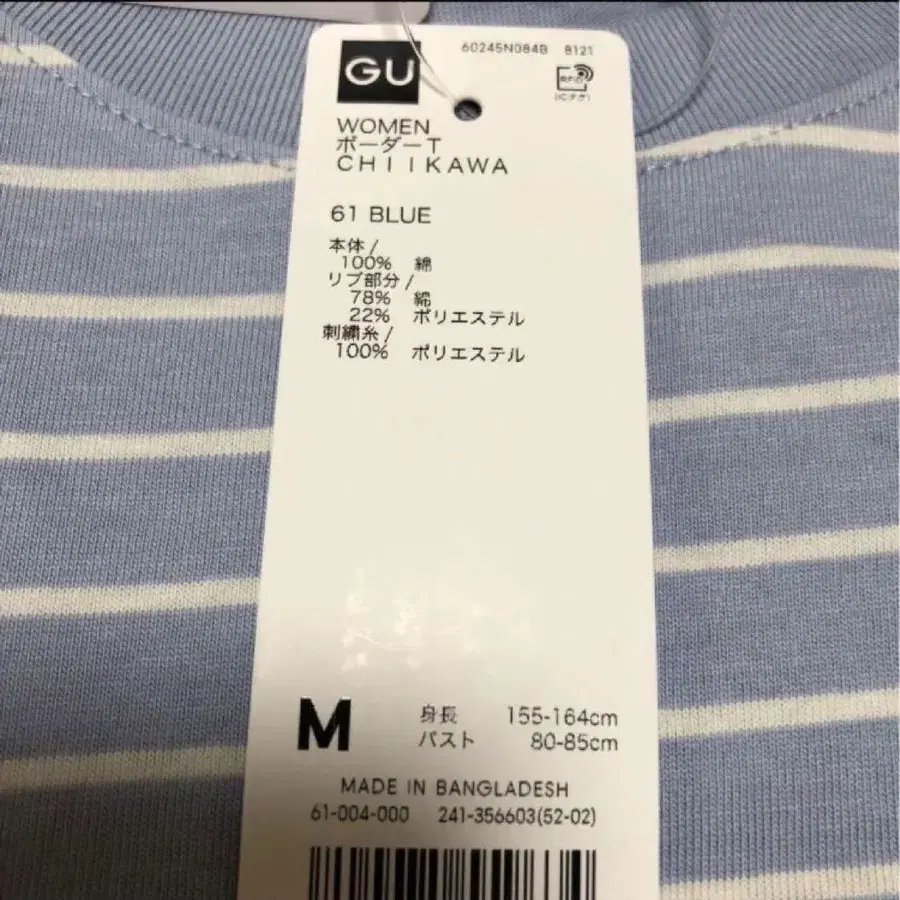 GU
60245N084B 8121
RFID
(ICタグ)
WOMEN
ボーダーT
CHIIKAWA
61 BLUE
本体/
100% 綿
リブ部分/
78% 綿
22% ポリエステル
刺繍糸/
100% ポリエステル
M
身長 155-164cm
バスト 80-85cm
MADE IN BANGLADESH
61-004-000 241-356603(52-02)